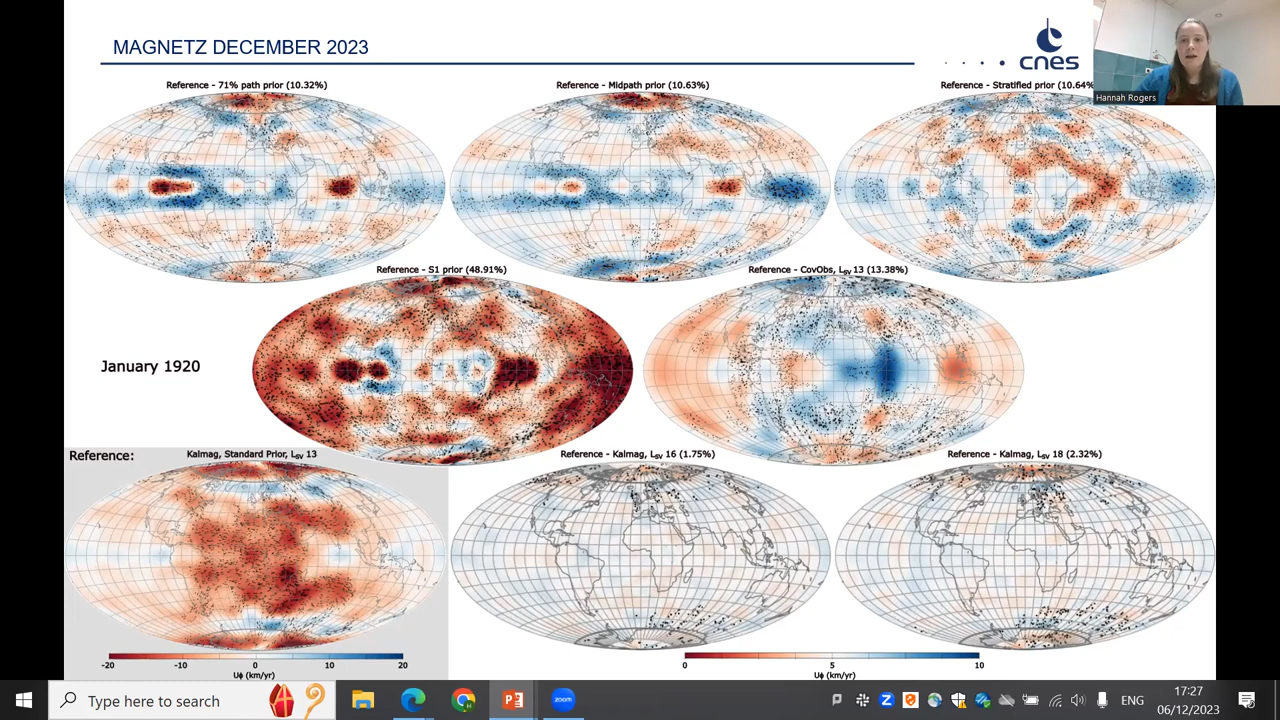 MAGNETZ DECEMBER 2023
cnes
Hannah Rogers
Reference - 71% path prior (10.32%)
Reference - Midpath prior (10.63%)
Reference - Stratified prior (10.64%
Reference - S1 prior (48.91%)
Reference - CovObs, LSV 13 (13.38%)
January 1920
Reference:
Kalmag, Standard Prior, LSV 13
Reference - Kalmag, LSV 16 (1.75%)
Reference - Kalmag, LSV 18 (2.32%)
-20 -10 0 10 20
Uϕ (km/yr)
0 5 10
Uϕ (km/yr)
Type here to search
zoom
ENG
17:27
06/12/2023